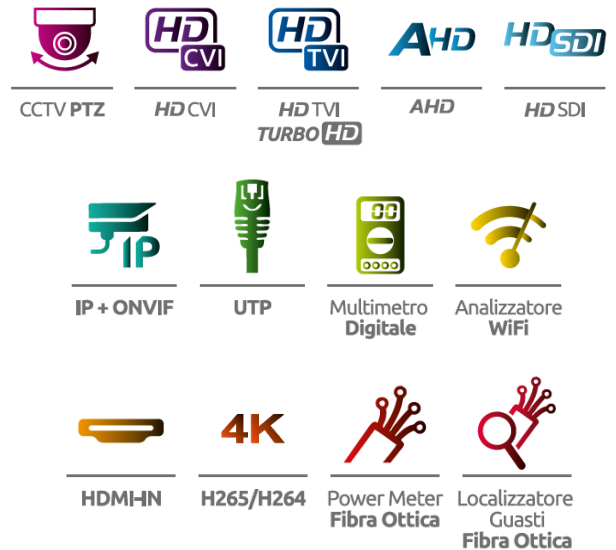 HD CVI
HD TVI
AHD
HD SDI
CCTV PTZ
HD CVI
HD TVI
TURBO HD
AHD
HD SDI
IP
IP + ONVIF
UTP
Multimetro
Digitale
Analizzatore
WiFi
4K
HDMI-IN
H265/H264
Power Meter
Fibra Ottica
Localizzatore
Guasti
Fibra Ottica